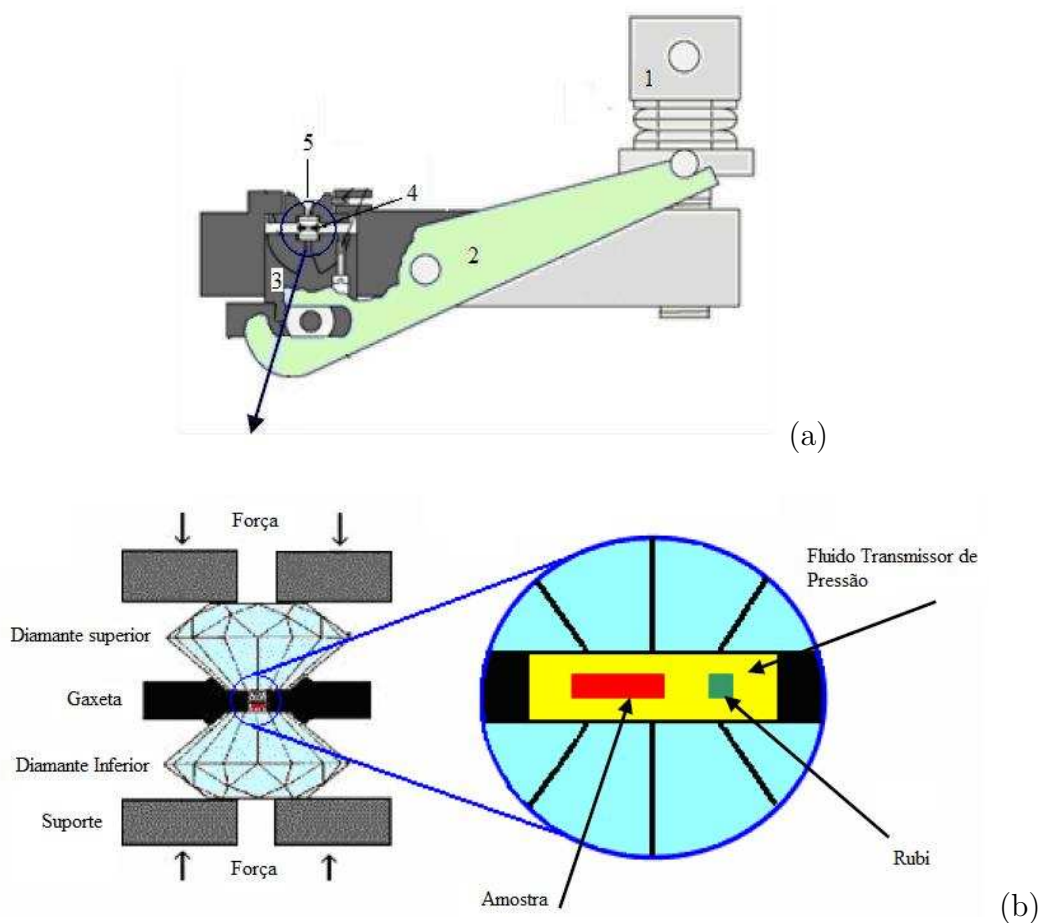 1
5
4
2
3
(a)
Força
Fluido Transmissor de
Pressão
Diamante superior
Gaxeta
Diamante Inferior
Suporte
Rubi
Força
Amostra
(b)